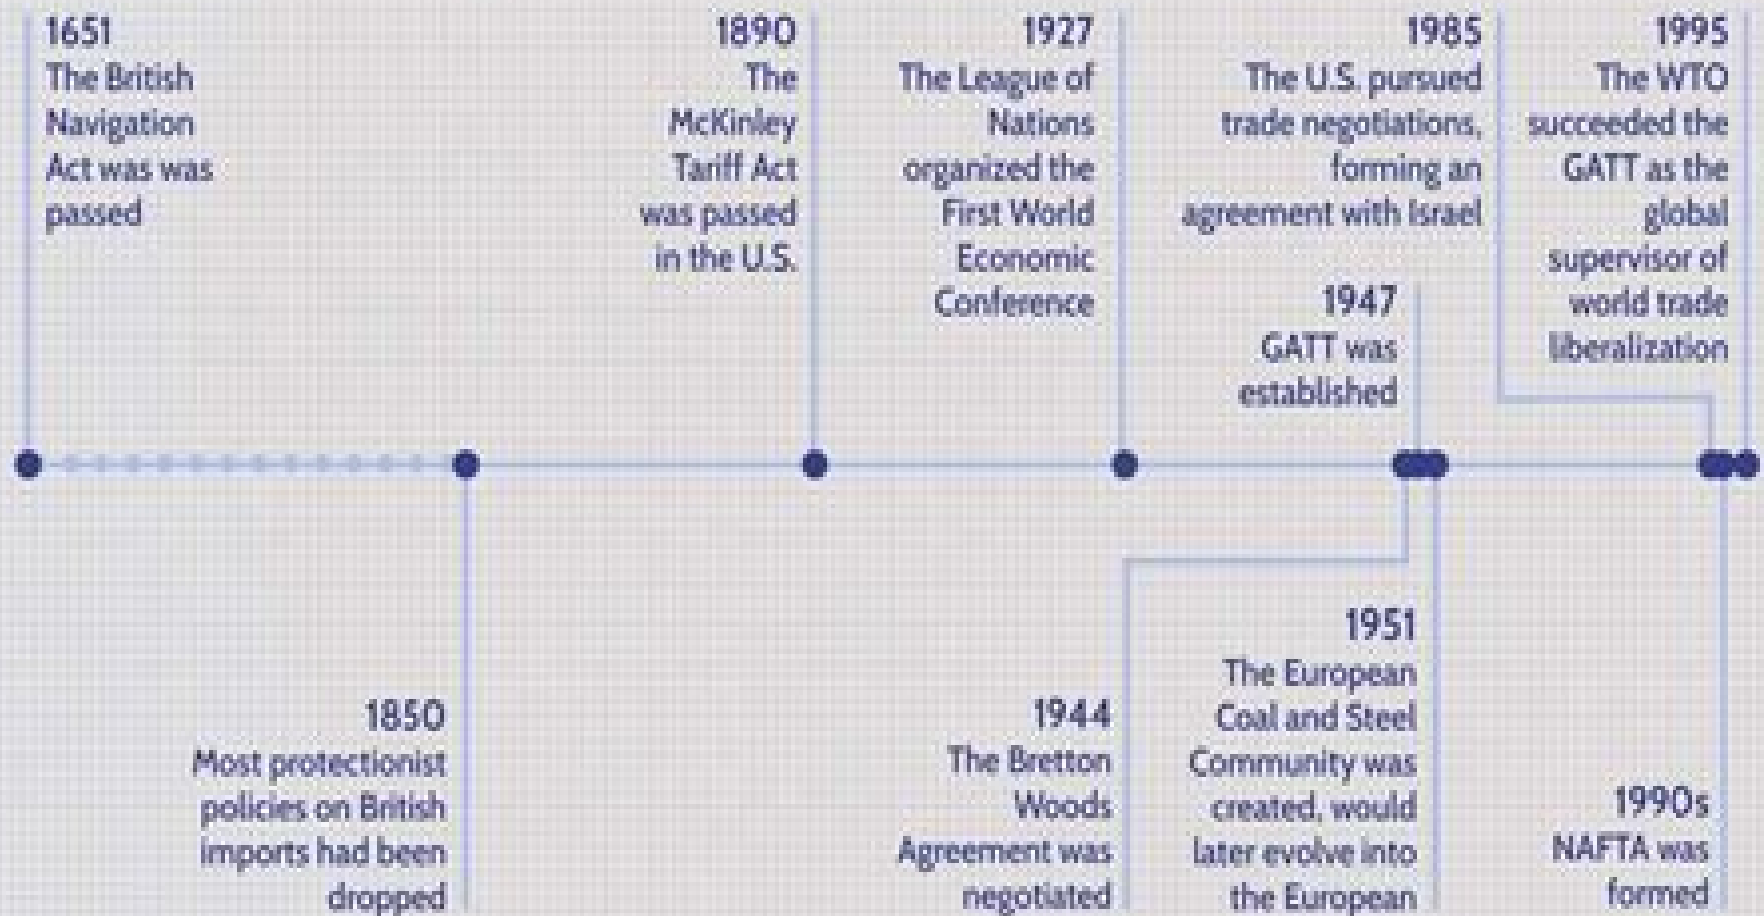 1651
The British
Navigation
Act was was
passed
1890
The
McKinley
Tariff Act
was passed
in the U.S.
1927
The League of
Nations
organized the
First World
Economic
Conference
1985
The U.S. pursued
trade negotiations,
forming an
agreement with Israel
1995
The WTO
succeeded the
GATT as the
global
supervisor of
world trade
liberalization
1947
GATT was
established
1850
Most protectionist
policies on British
imports had been
dropped
1944
The Bretton
Woods
Agreement was
negotiated
1951
The European
Coal and Steel
Community was
created, would
later evolve into
the European
1990s
NAFTA was
formed